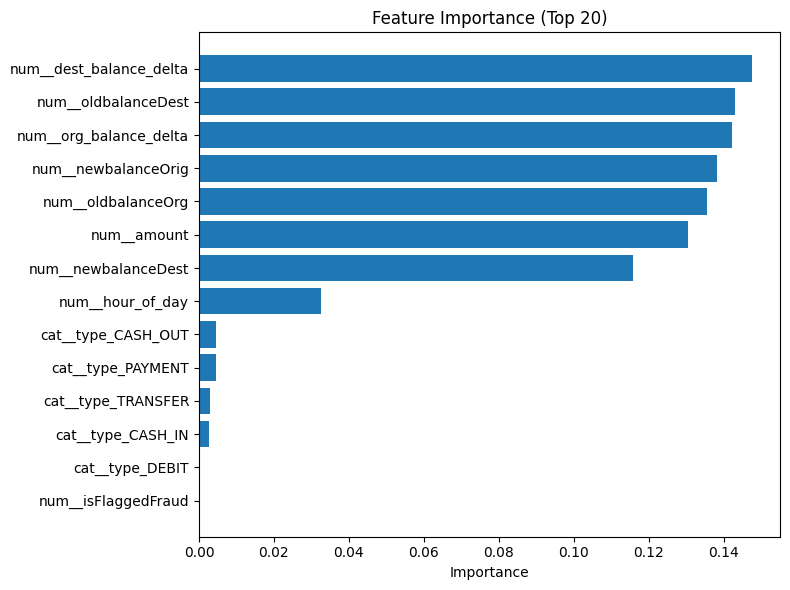 Feature Importance (Top 20)
num__dest_balance_delta
num__oldbalanceDest
num__org_balance_delta
num__newbalanceOrig
num__oldbalanceOrg
num__amount
num__newbalanceDest
num__hour_of_day
cat__type_CASH_OUT
cat__type_PAYMENT
cat__type_TRANSFER
cat__type_CASH_IN
cat__type_DEBIT
num__isFlaggedFraud
0.00 0.02 0.04 0.06 0.08 0.10 0.12 0.14
Importance